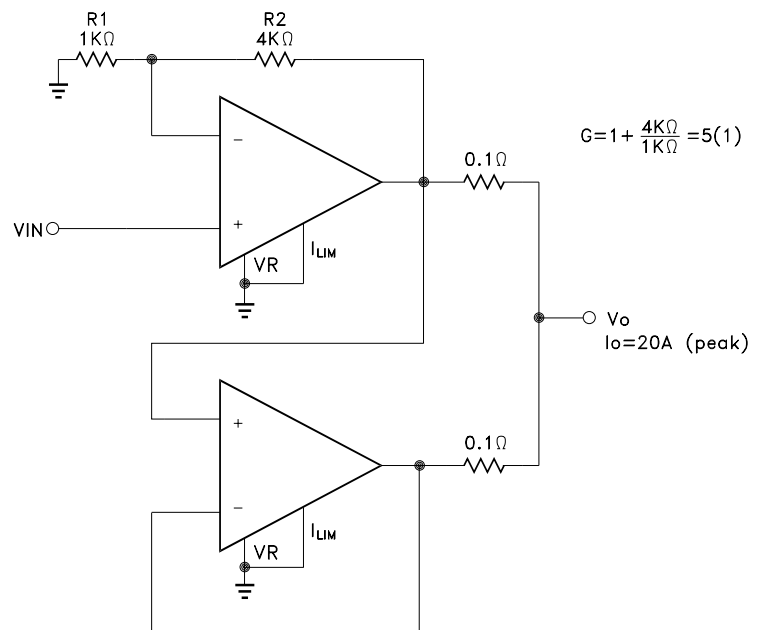 R1
1KΩ
R2
4KΩ
G=1+ 4KΩ/1KΩ =5(1)
−
0.1Ω
VIN
+
VR
ILIM
Vo
Io=20A (peak)
+
0.1Ω
−
VR
ILIM